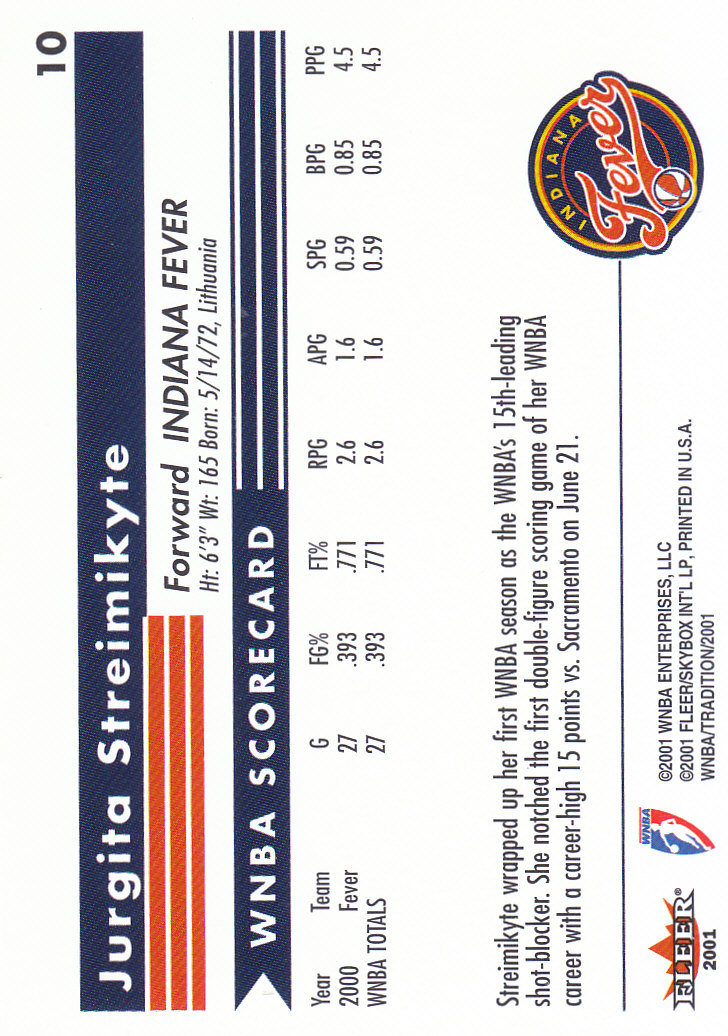 10
Jurgita Streimikyte
Forward INDIANA FEVER
Ht: 6'3" Wt: 165 Born: 5/14/72, Lithuania
WNBA SCORECARD
Year Team G FG% FT% RPG APG SPG BPG PPG
2000 Fever 27 .393 .771 2.6 1.6 0.59 0.85 4.5
WNBA TOTALS 27 .393 .771 2.6 1.6 0.59 0.85 4.5
Streimikyte wrapped up her first WNBA season as the WNBA's 15th-leading
shot-blocker. She notched the first double-figure scoring game of her WNBA
career with a career-high 15 points vs. Sacramento on June 21.
INDIANA
Fever
FLEER®
2001
WNBA
©2001 WNBA ENTERPRISES, LLC
©2001 FLEER/SKYBOX INT'L LP, PRINTED IN U.S.A.
WNBA/TRADITION/2001